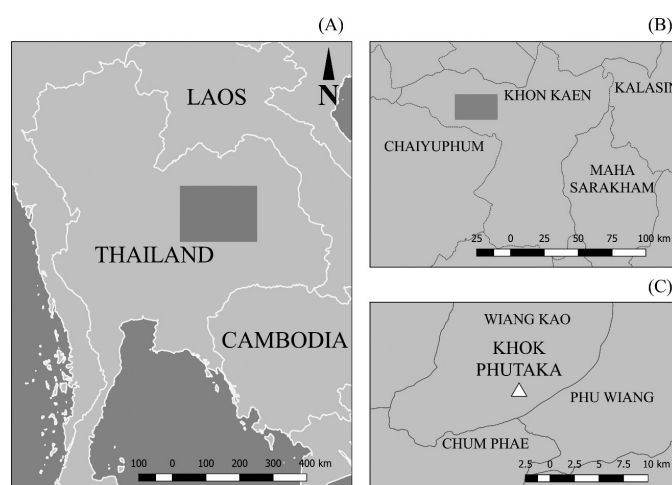 (A)
LAOS
N
THAILAND
CAMBODIA
100 0 100 200 300 400 km
(B)
KHON KAEN
KALASIN
CHAIYUPHUM
MAHA
SARAKHAM
25 0 25 50 75 100 km
(C)
WIANG KAO
KHOK
PHUTAKA
PHU WIANG
CHUM PHAE
2.5 0 2.5 5 7.5 10 km